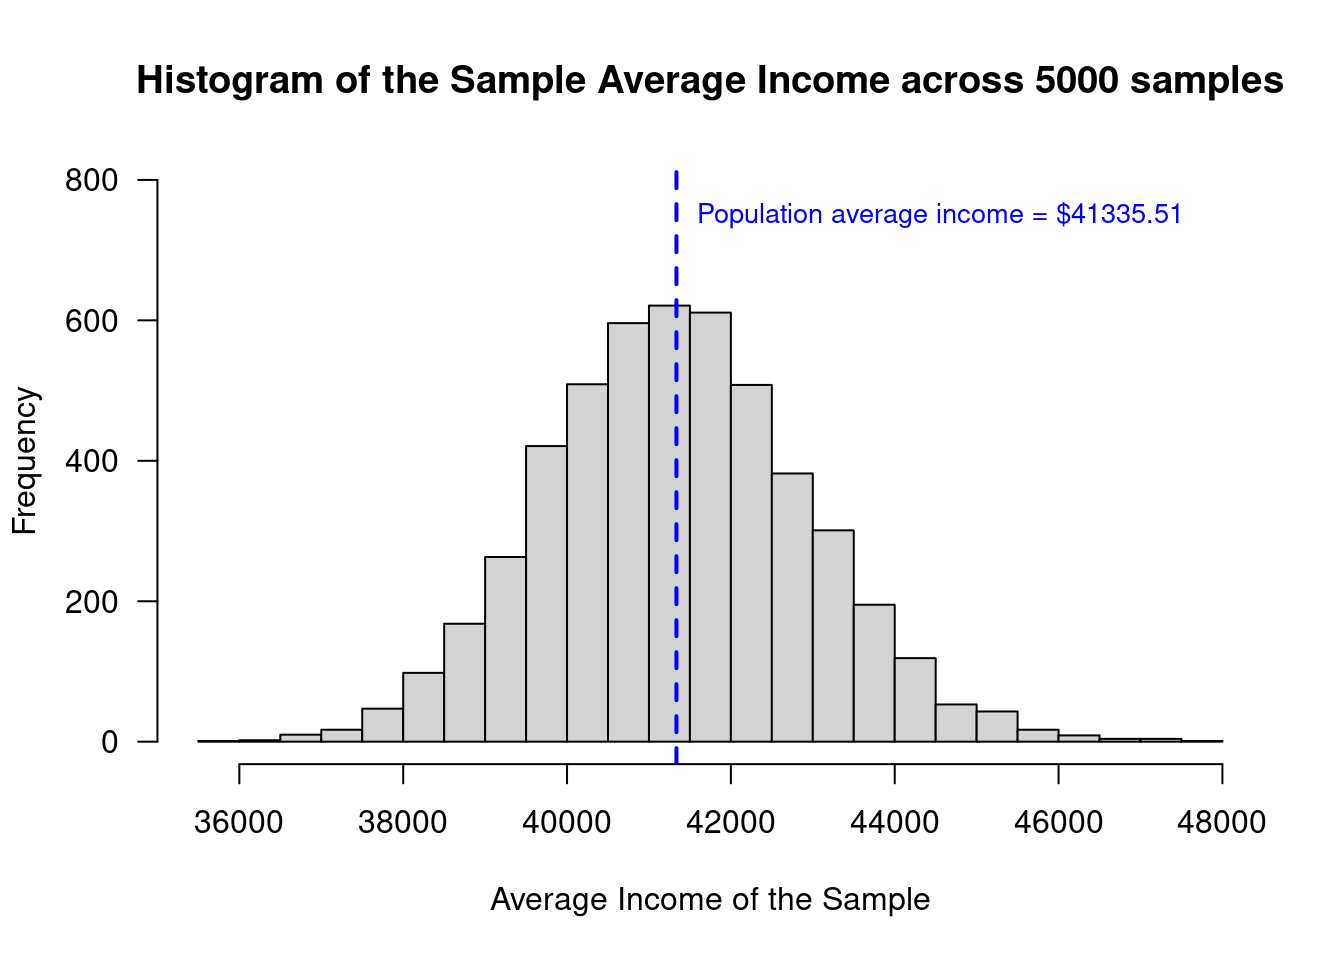 Histogram of the Sample Average Income across 5000 samples
800
Population average income = $41335.51
600
400
200
0
Frequency
36000 38000 40000 42000 44000 46000 48000
Average Income of the Sample